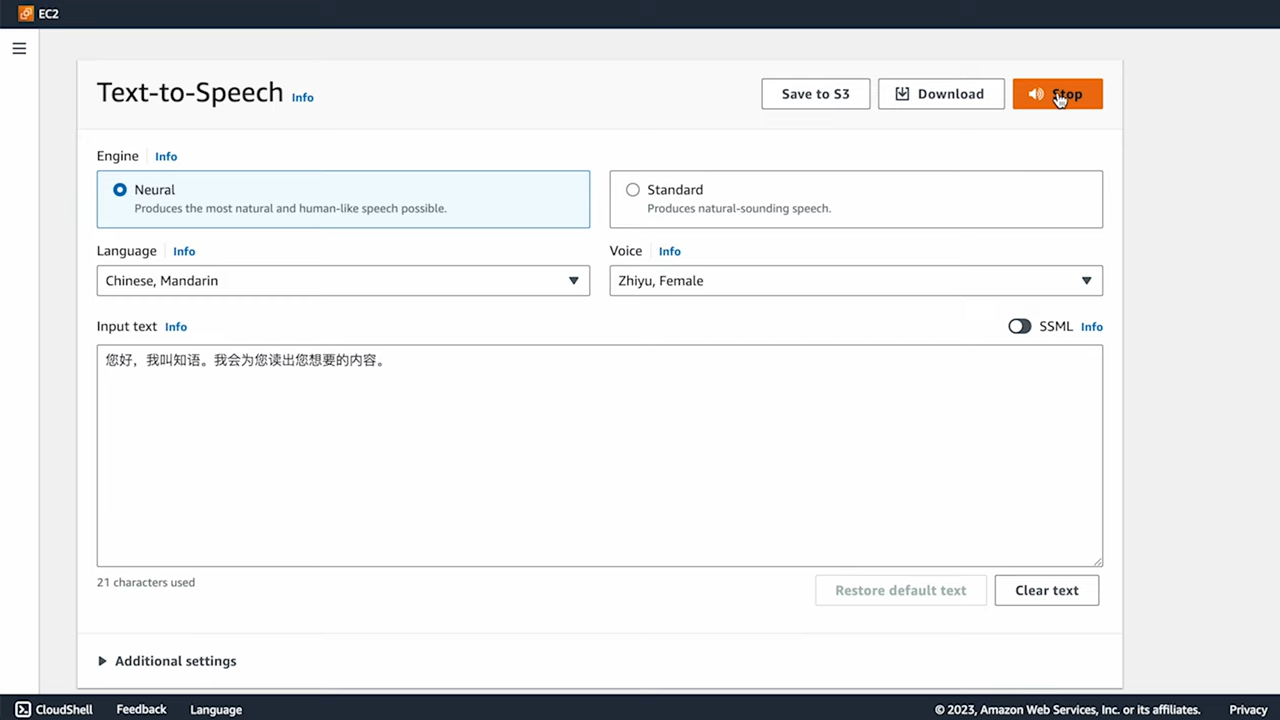 EC2
Text-to-Speech Info
Save to S3
Download
Stop
Engine Info
Neural
Produces the most natural and human-like speech possible.
Standard
Produces natural-sounding speech.
Language Info
Voice Info
Chinese, Mandarin
Zhiyu, Female
Input text Info
SSML Info
您好，我叫知语。我会为您读出您想要的内容。
21 characters used
Restore default text
Clear text
Additional settings
CloudShell Feedback Language
© 2023, Amazon Web Services, Inc. or its affiliates. Privacy